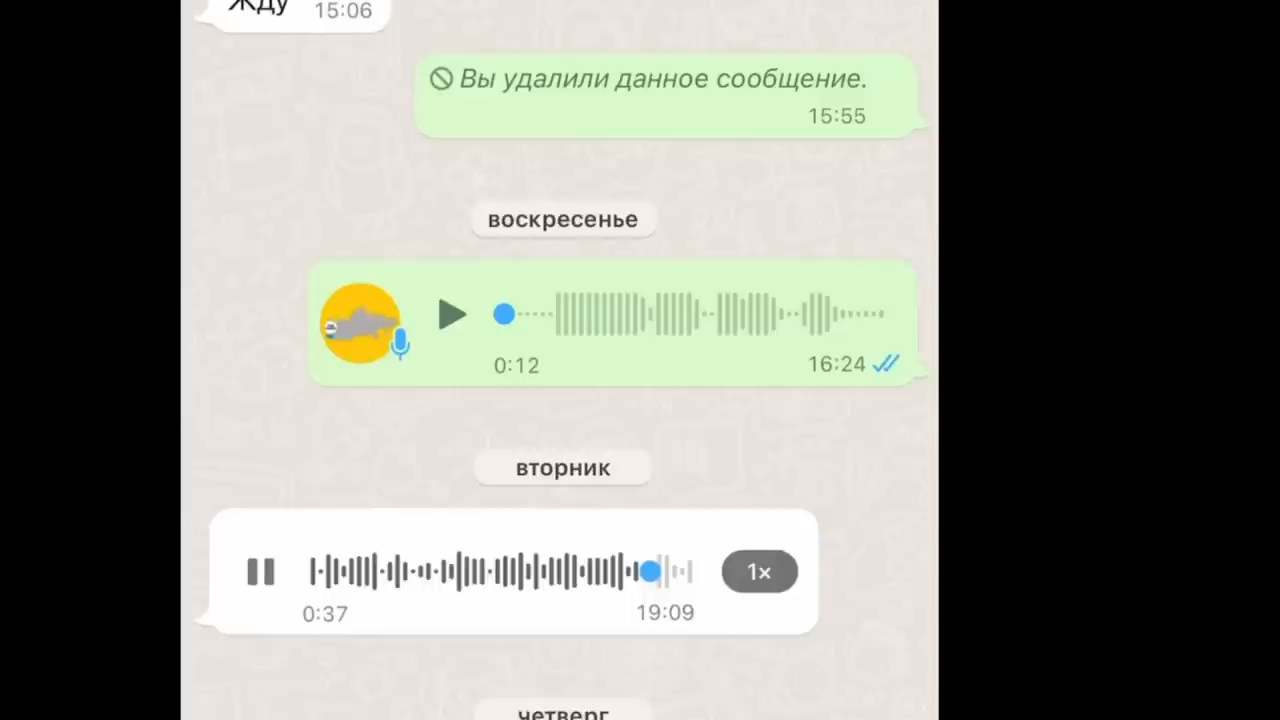 Жду 15:06
Вы удалили данное сообщение.
15:55
воскресенье
0:12 16:24
вторник
1×
0:37 19:09
четверг